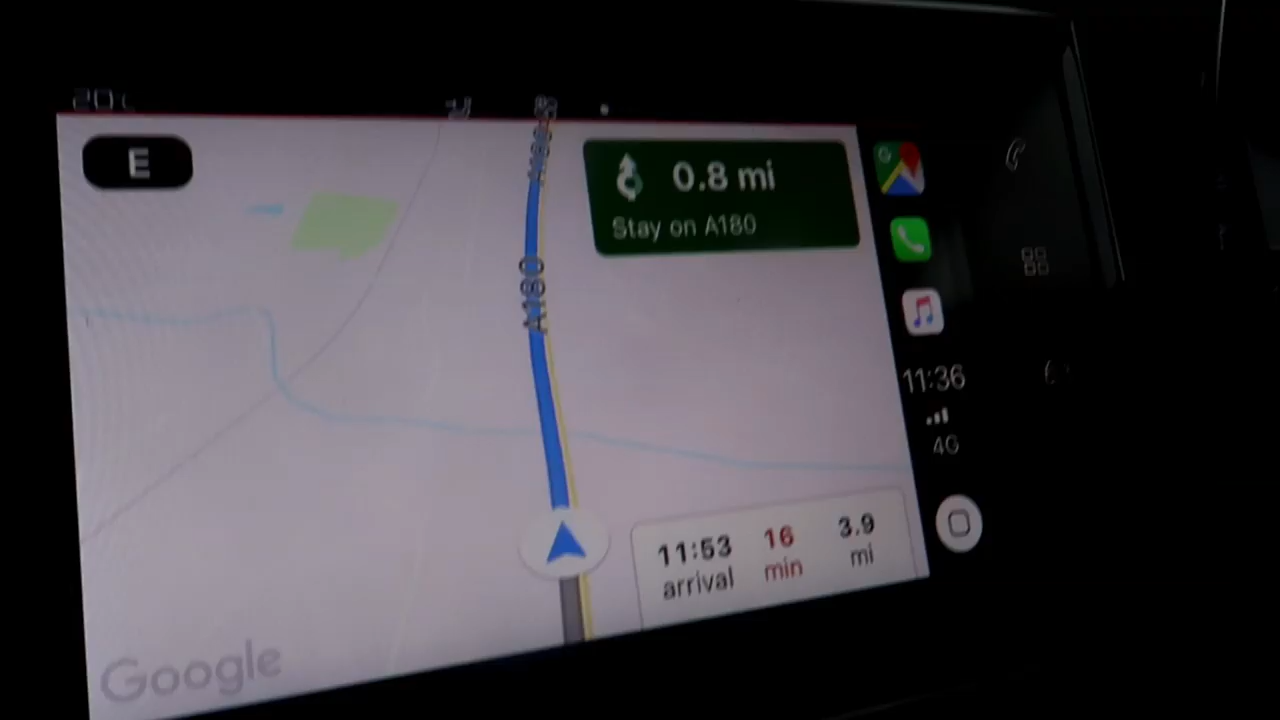 20
E
0.8 mi
Stay on A180
A180
11:36
4G
11:53
arrival
16
min
3.9
mi
Google